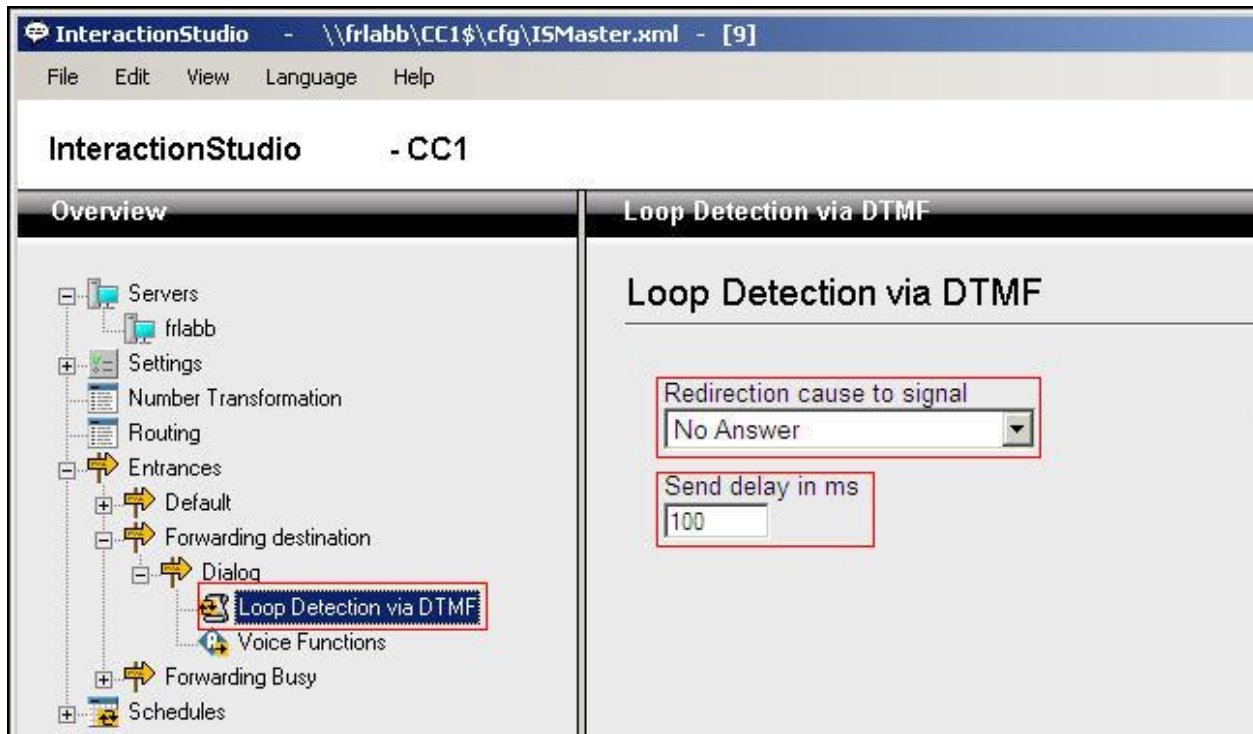 InteractionStudio - \\frlabb\CC1$\cfg\ISMaster.xml - [9]
File Edit View Language Help
InteractionStudio - CC1
Overview
Servers
frlabb
Settings
Number Transformation
Routing
Entrances
Default
Forwarding destination
Dialog
Loop Detection via DTMF
Voice Functions
Forwarding Busy
Schedules
Loop Detection via DTMF
Loop Detection via DTMF
Redirection cause to signal
No Answer
Send delay in ms
100